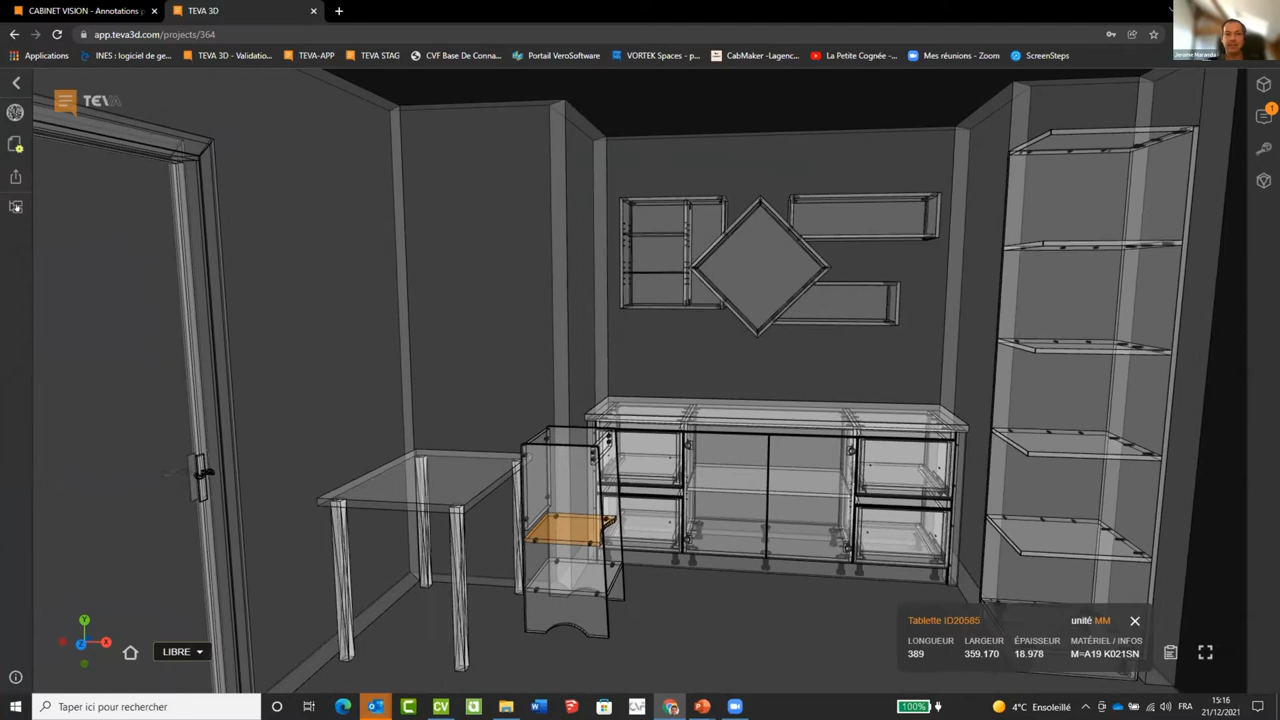 CABINET VISION - Annotations p
TEVA 3D
app.teva3d.com/projects/364
Applications
INES : logiciel de ge...
TEVA 3D - Validatio...
TEVA-APP
TEVA STAG
CVF Base De Conna...
Portail VeroSoftware
VORTEK Spaces - p...
CabMaker -Lagenc...
La Petite Cognée -...
Mes réunions - Zoom
ScreenSteps
TEVA
1
Tablette ID20585
unité MM
LONGUEUR LARGEUR ÉPAISSEUR MATÉRIEL / INFOS
389 359.170 18.978 M=A19 K021SN
Y
X
Z
LIBRE
Taper ici pour rechercher
100%
4°C Ensoleillé
FRA
15:16
21/12/2021